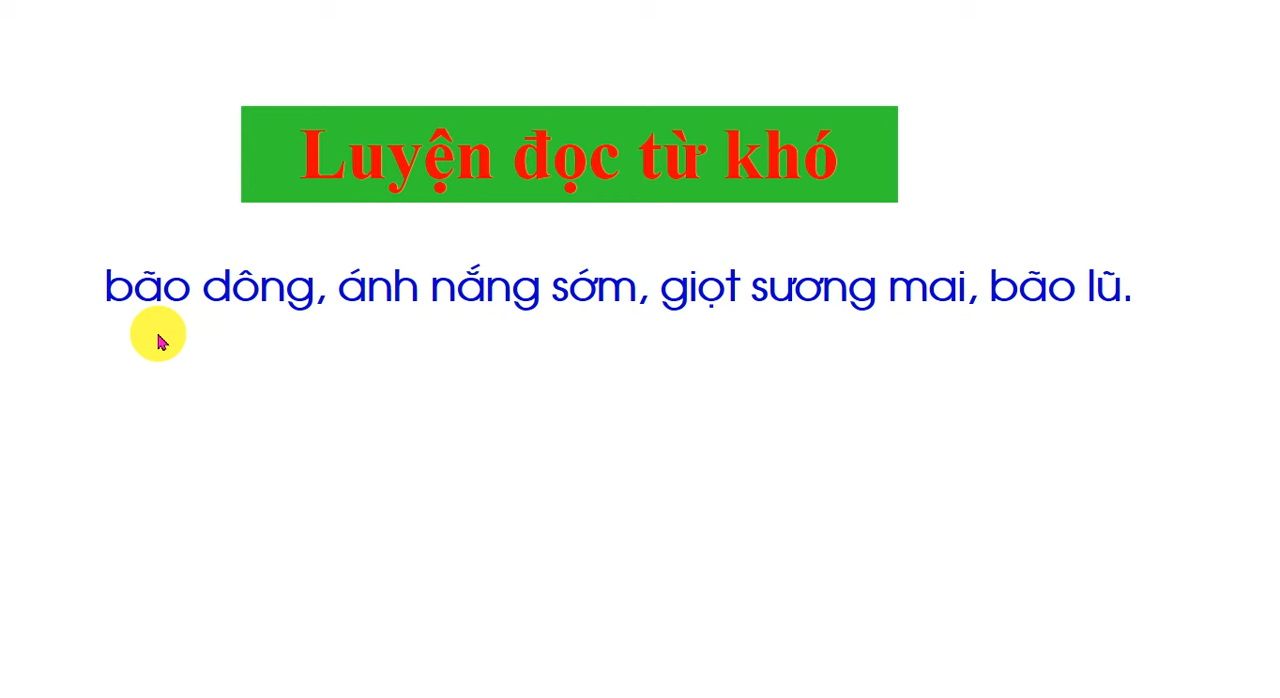 Luyện đọc từ khó
bão dông, ánh nắng sớm, giọt sương mai, bão lũ.